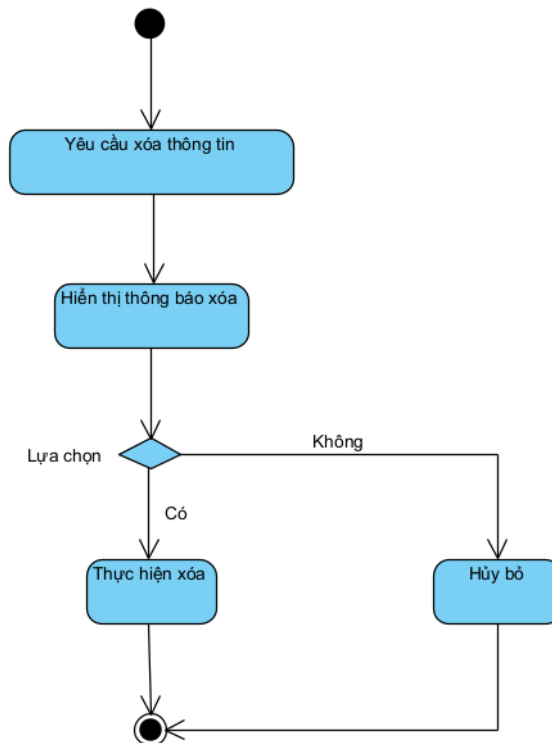 Yêu cầu xóa thông tin
Hiển thị thông báo xóa
Lựa chọn
Không
Có
Thực hiện xóa
Hủy bỏ